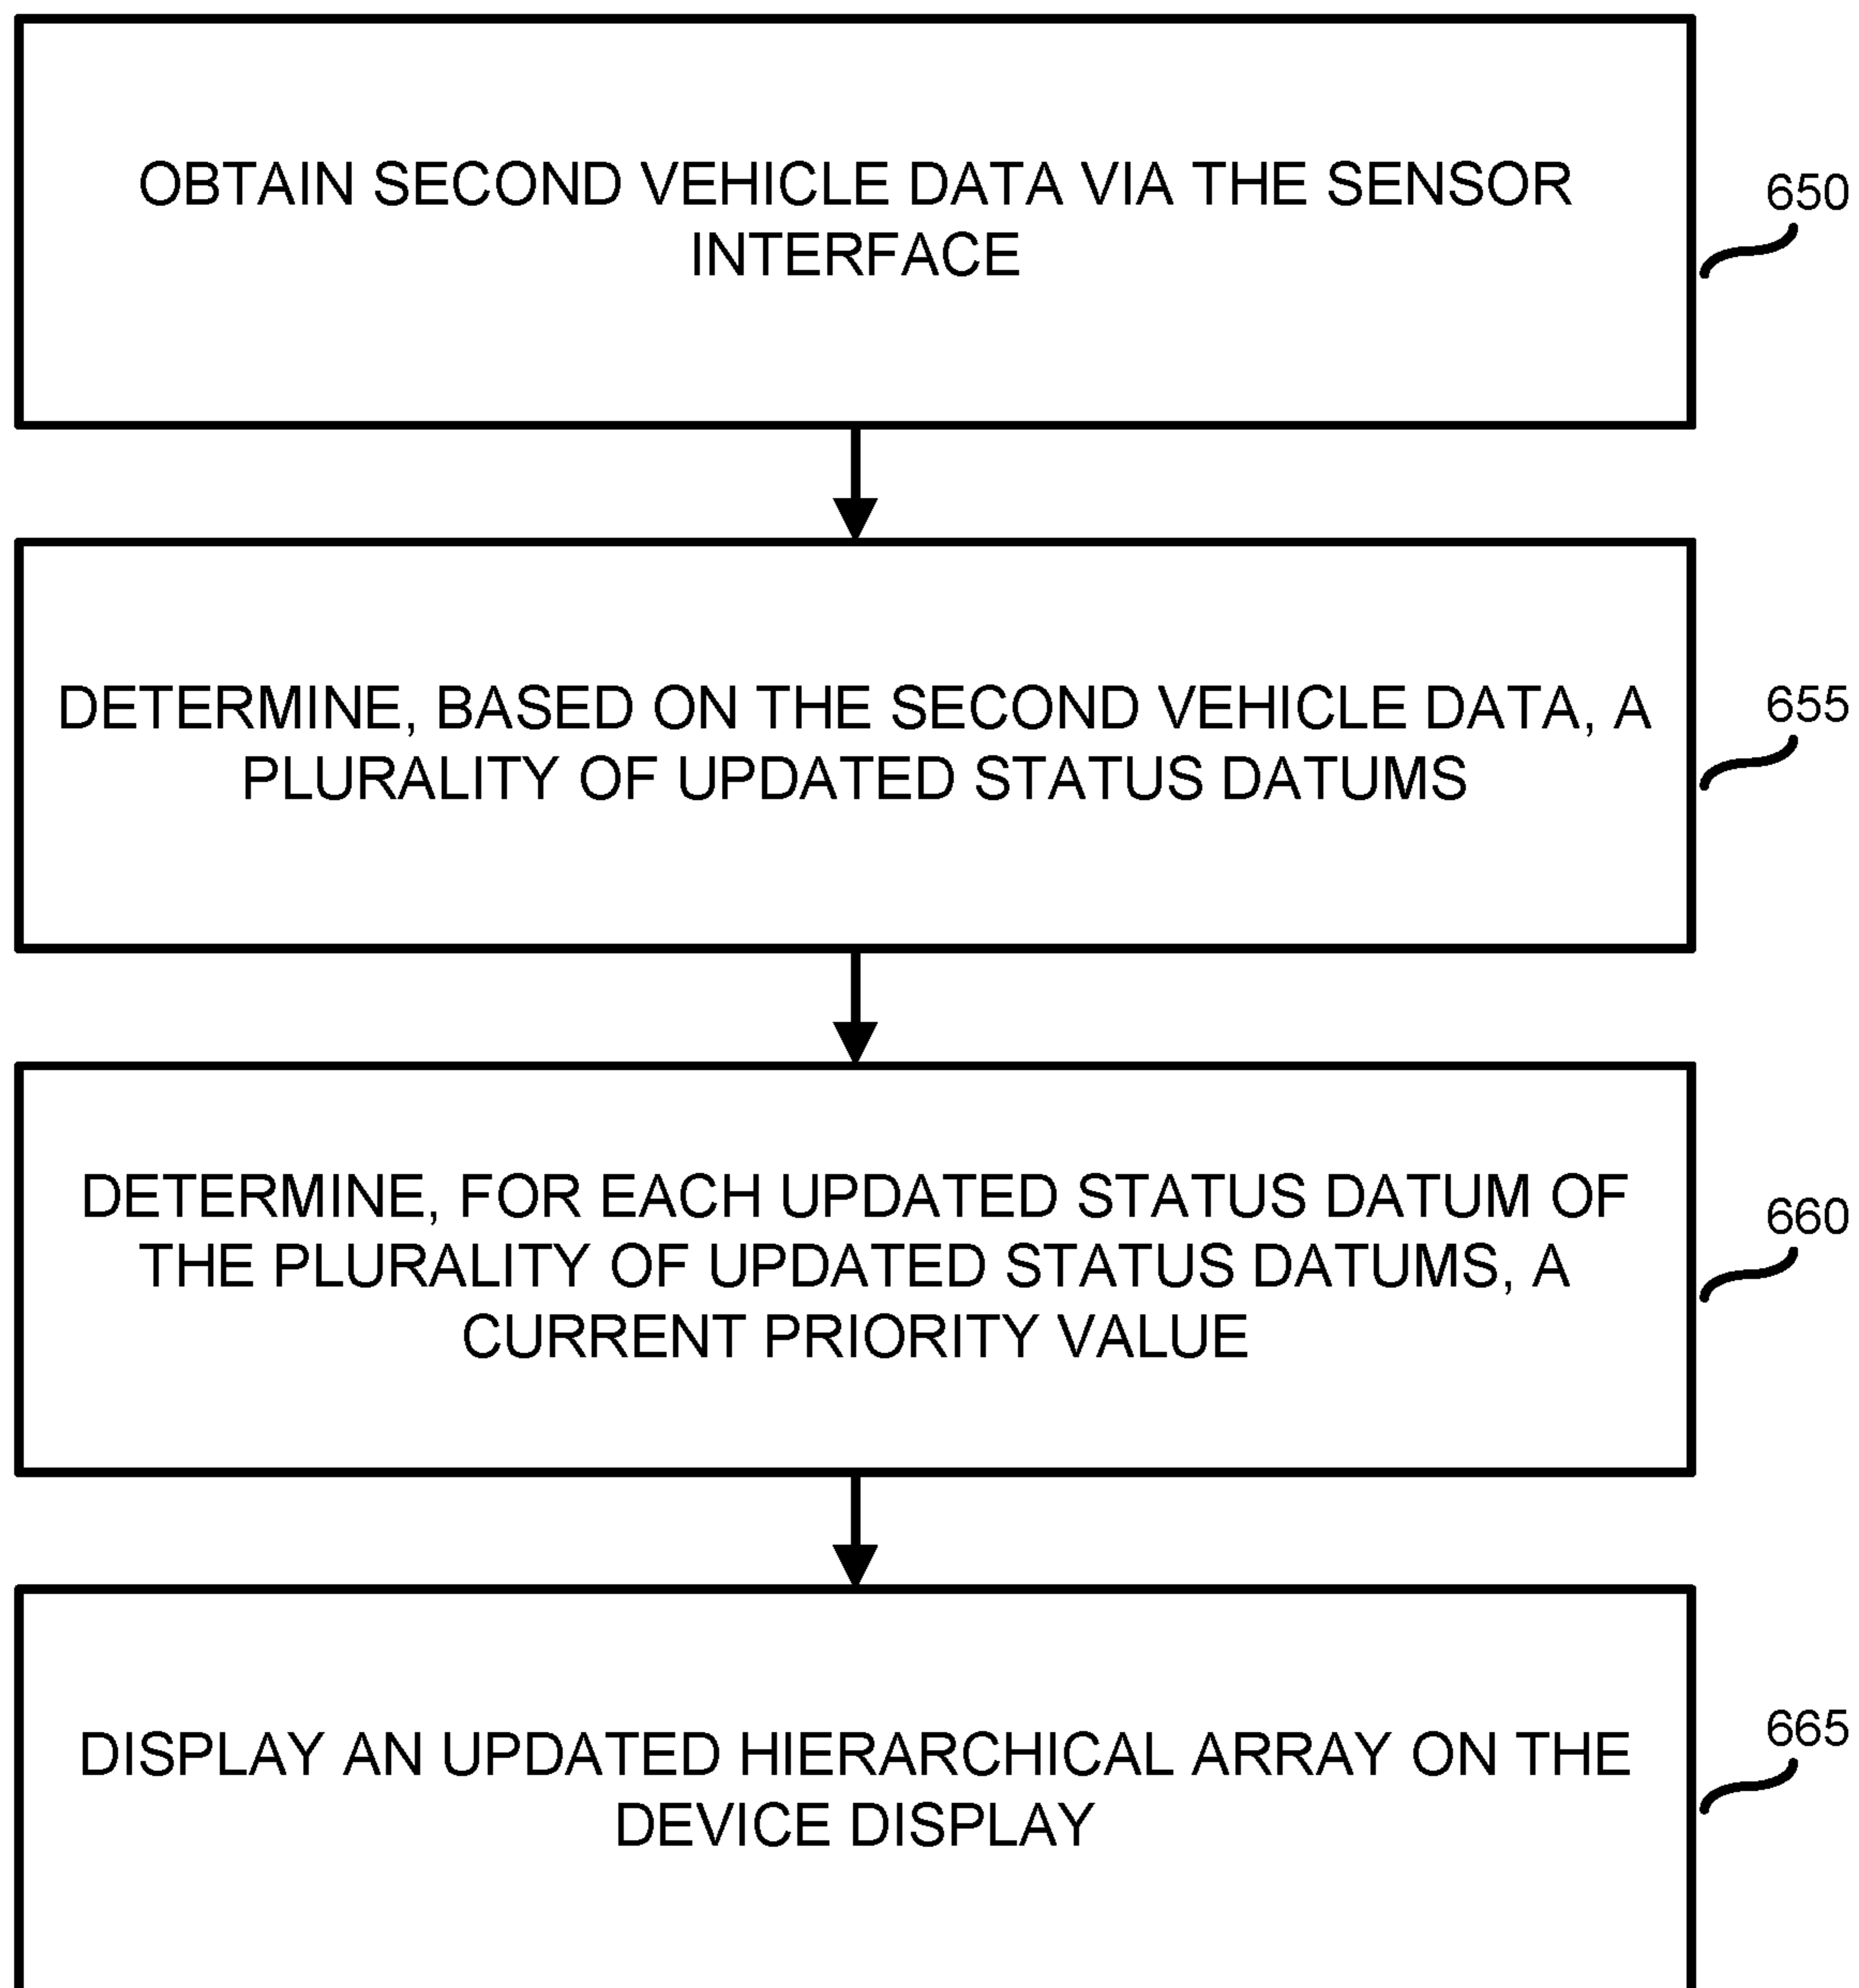 OBTAIN SECOND VEHICLE DATA VIA THE SENSOR
INTERFACE
650
DETERMINE, BASED ON THE SECOND VEHICLE DATA, A
PLURALITY OF UPDATED STATUS DATUMS
655
DETERMINE, FOR EACH UPDATED STATUS DATUM OF
THE PLURALITY OF UPDATED STATUS DATUMS, A
CURRENT PRIORITY VALUE
660
DISPLAY AN UPDATED HIERARCHICAL ARRAY ON THE
DEVICE DISPLAY
665